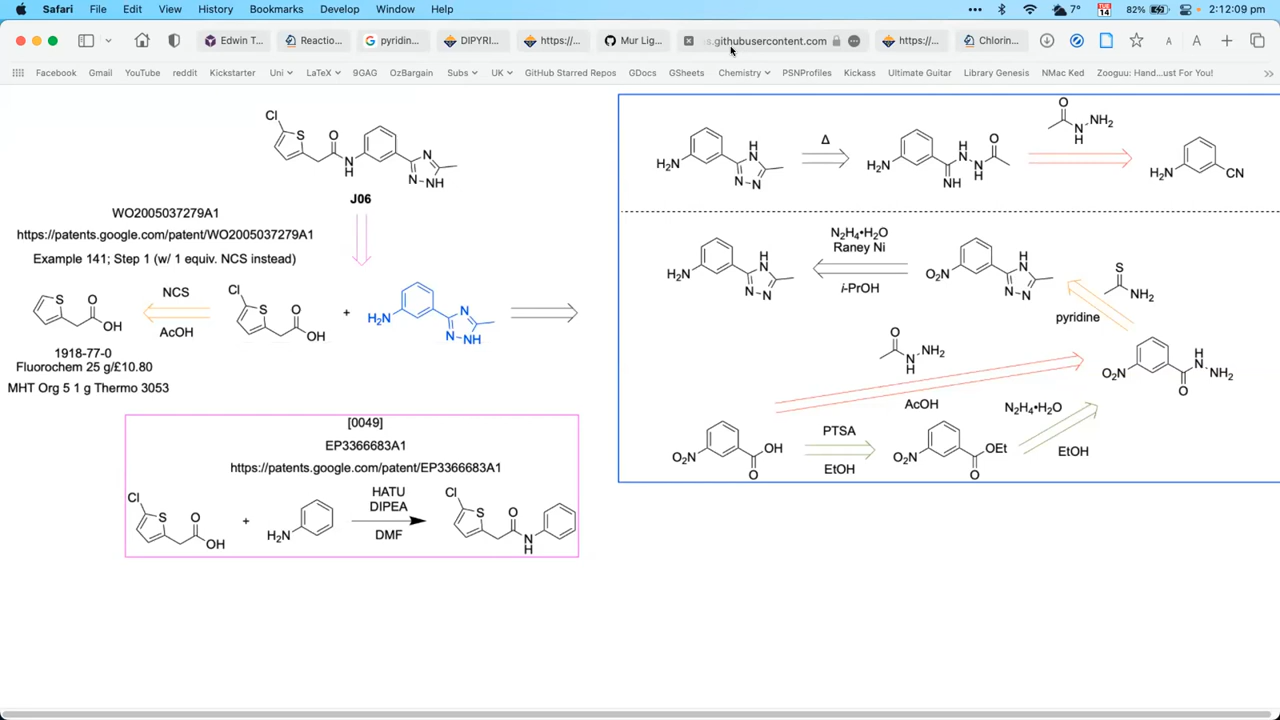 Safari File Edit View History Bookmarks Develop Window Help ••• 7° TUE 14 82% 2:12:09 pm
Edwin T... Reactio... pyridin... DIPYRI... https:/... Mur Lig... s.githubusercontent.com https:/... Chlorin... A A
Facebook Gmail YouTube reddit Kickstarter Uni LaTeX 9GAG OzBargain Subs UK GitHub Starred Repos GDocs GSheets Chemistry PSNProfiles Kickass Ultimate Guitar Library Genesis NMac Ked Zooguu: Hand...ust For You! »
Cl S O N H N N NH
J06
WO2005037279A1
https://patents.google.com/patent/WO2005037279A1
Example 141; Step 1 (w/ 1 equiv. NCS instead)
S O OH
NCS
AcOH
Cl S O OH
+
H₂N N N NH
1918-77-0
Fluorochem 25 g/£10.80
MHT Org 5 1 g Thermo 3053
[0049]
EP3366683A1
https://patents.google.com/patent/EP3366683A1
Cl S O OH
+
H₂N
HATU
DIPEA
DMF
Cl S O N H
H₂N H N N N
Δ
H₂N H N N H NH O
O N H NH₂
H₂N CN
H₂N H N N N
N₂H₄•H₂O
Raney Ni
i-PrOH
O₂N H N N N
S NH₂
pyridine
O₂N O H N NH₂
O N H NH₂
AcOH
O₂N O OH
PTSA
EtOH
O₂N O OEt
N₂H₄•H₂O
EtOH